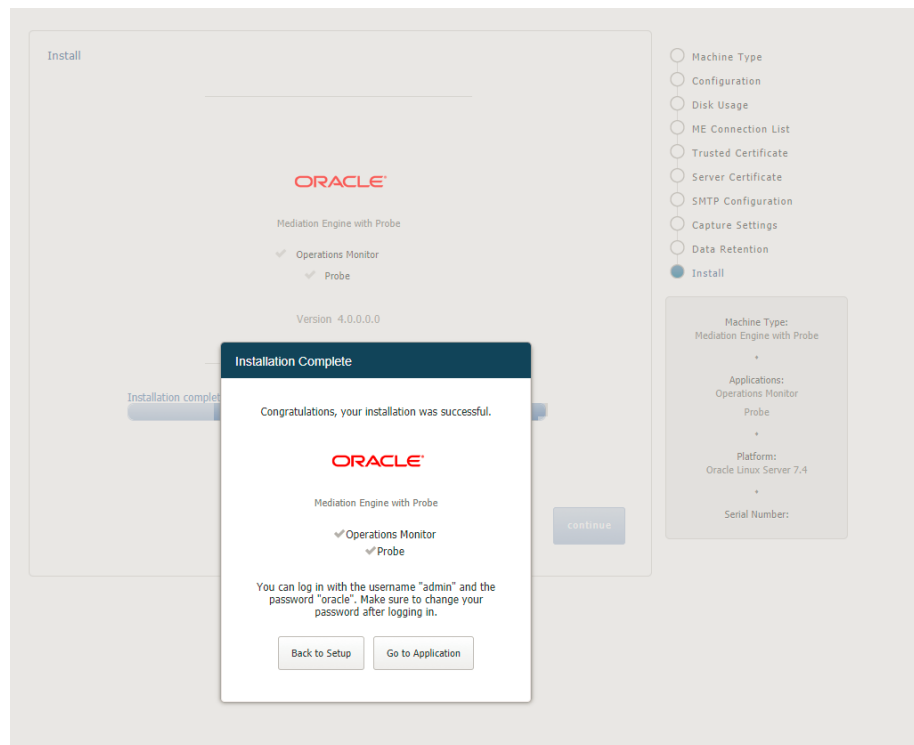 Install
ORACLE
Mediation Engine with Probe
Operations Monitor
Probe
Version 4.0.0.0.0
Installation complet
continue
Installation Complete
Congratulations, your installation was successful.
ORACLE
Mediation Engine with Probe
Operations Monitor
Probe
You can log in with the username "admin" and the
password "oracle". Make sure to change your
password after logging in.
Back to Setup
Go to Application
Machine Type
Configuration
Disk Usage
ME Connection List
Trusted Certificate
Server Certificate
SMTP Configuration
Capture Settings
Data Retention
Install
Machine Type:
Mediation Engine with Probe
Applications:
Operations Monitor
Probe
Platform:
Oracle Linux Server 7.4
Serial Number: